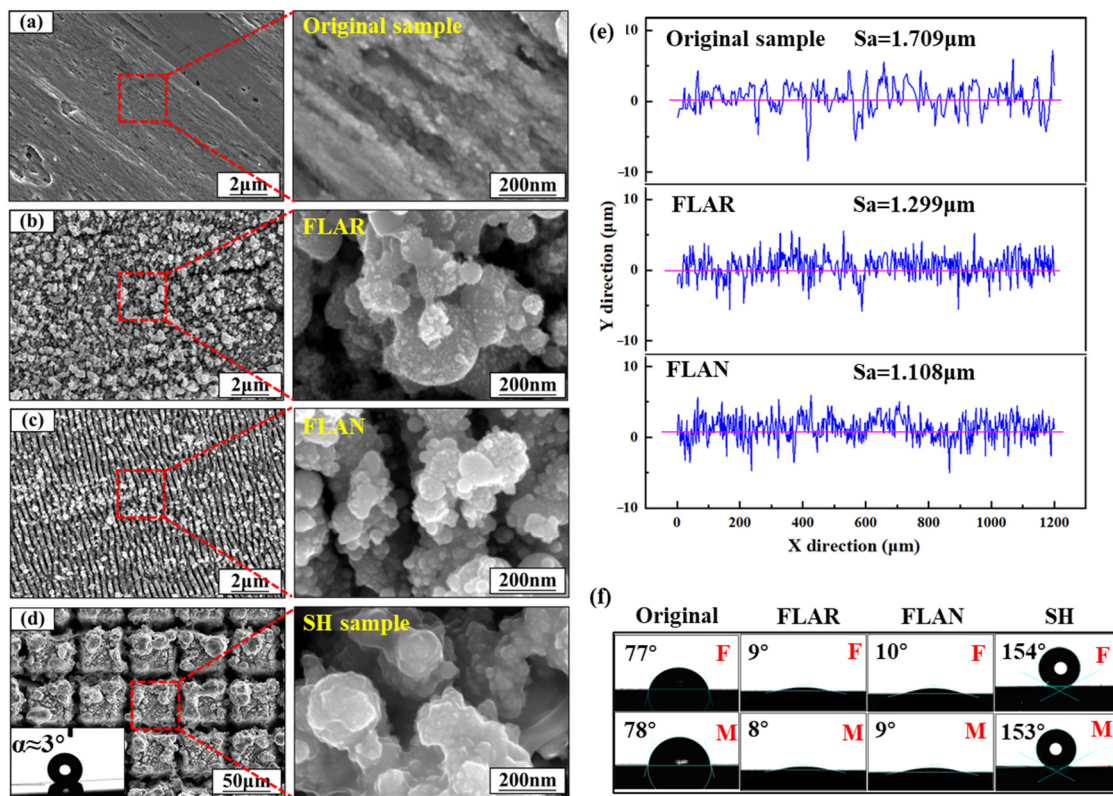 (a)
2μm
Original sample
200nm
(b)
2μm
FLAR
200nm
(c)
2μm
FLAN
200nm
(d)
α≈3°
50μm
SH sample
200nm
(e)
Original sample Sa=1.709μm
10
0
−10
FLAR Sa=1.299μm
10
0
−10
FLAN Sa=1.108μm
10
0
−10
Y direction (μm)
0 200 400 600 800 1000 1200
X direction (μm)
(f)
Original FLAR FLAN SH
77° F 9° F 10° F 154° F
78° M 8° M 9° M 153° M